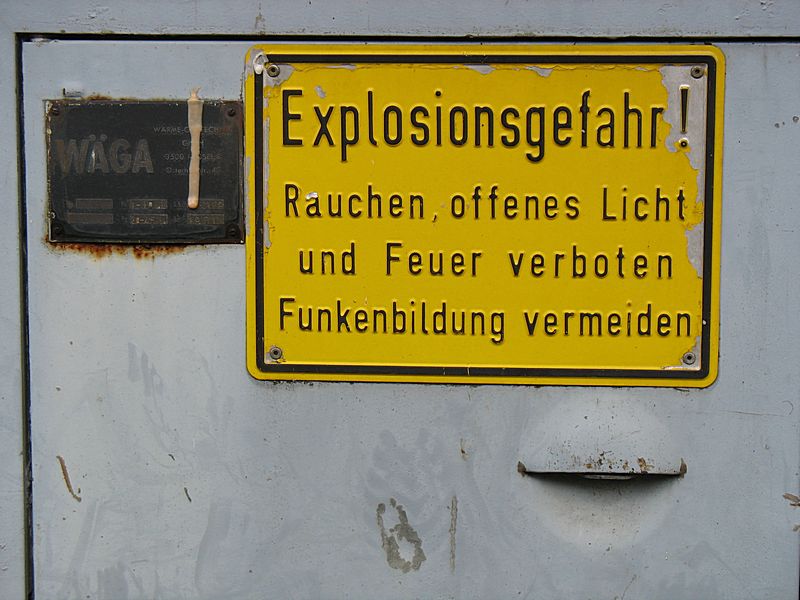 WÄGA
Explosionsgefahr!
Rauchen, offenes Licht
und Feuer verboten
Funkenbildung vermeiden